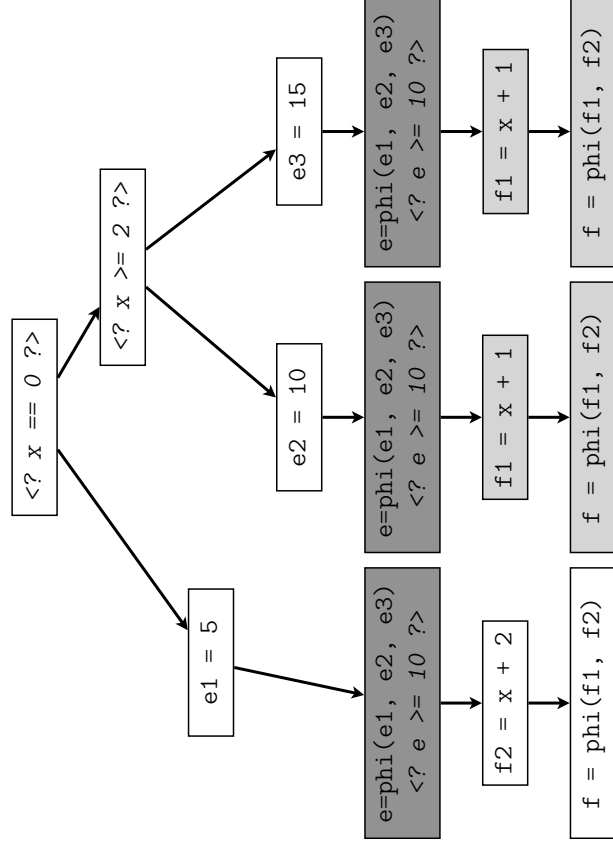 <? x == 0 ?>
<? x >= 2 ?>
e1 = 5
e2 = 10
e3 = 15
e=phi(e1, e2, e3)
<? e >= 10 ?>
e=phi(e1, e2, e3)
<? e >= 10 ?>
e=phi(e1, e2, e3)
<? e >= 10 ?>
f2 = x + 2
f1 = x + 1
f1 = x + 1
f = phi(f1, f2)
f = phi(f1, f2)
f = phi(f1, f2)